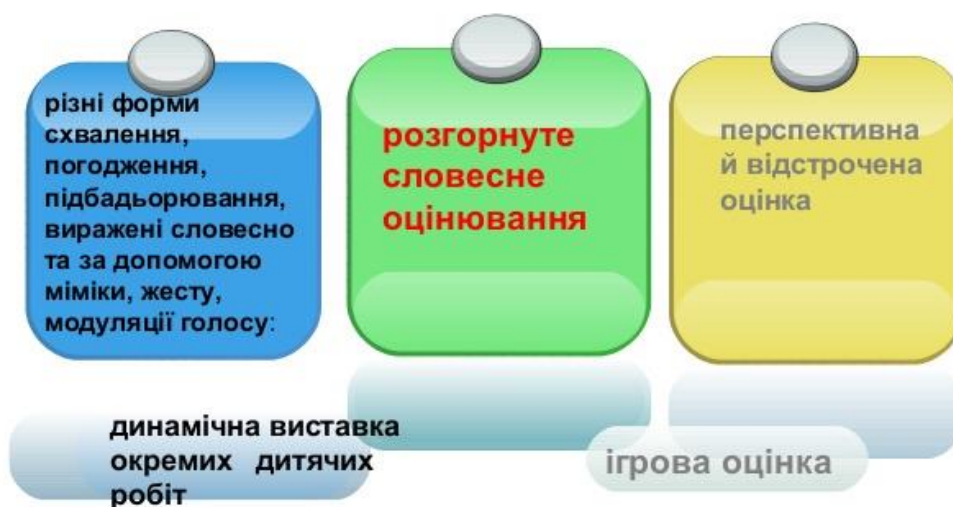 різні форми
схвалення,
погодження,
підбадьорювання,
виражені словесно
та за допомогою
міміки, жесту,
модуляції голосу:
розгорнуте
словесне
оцінювання
перспективна
й відстрочена
оцінка
динамічна виставка
окремих дитячих
робіт
ігрова оцінка